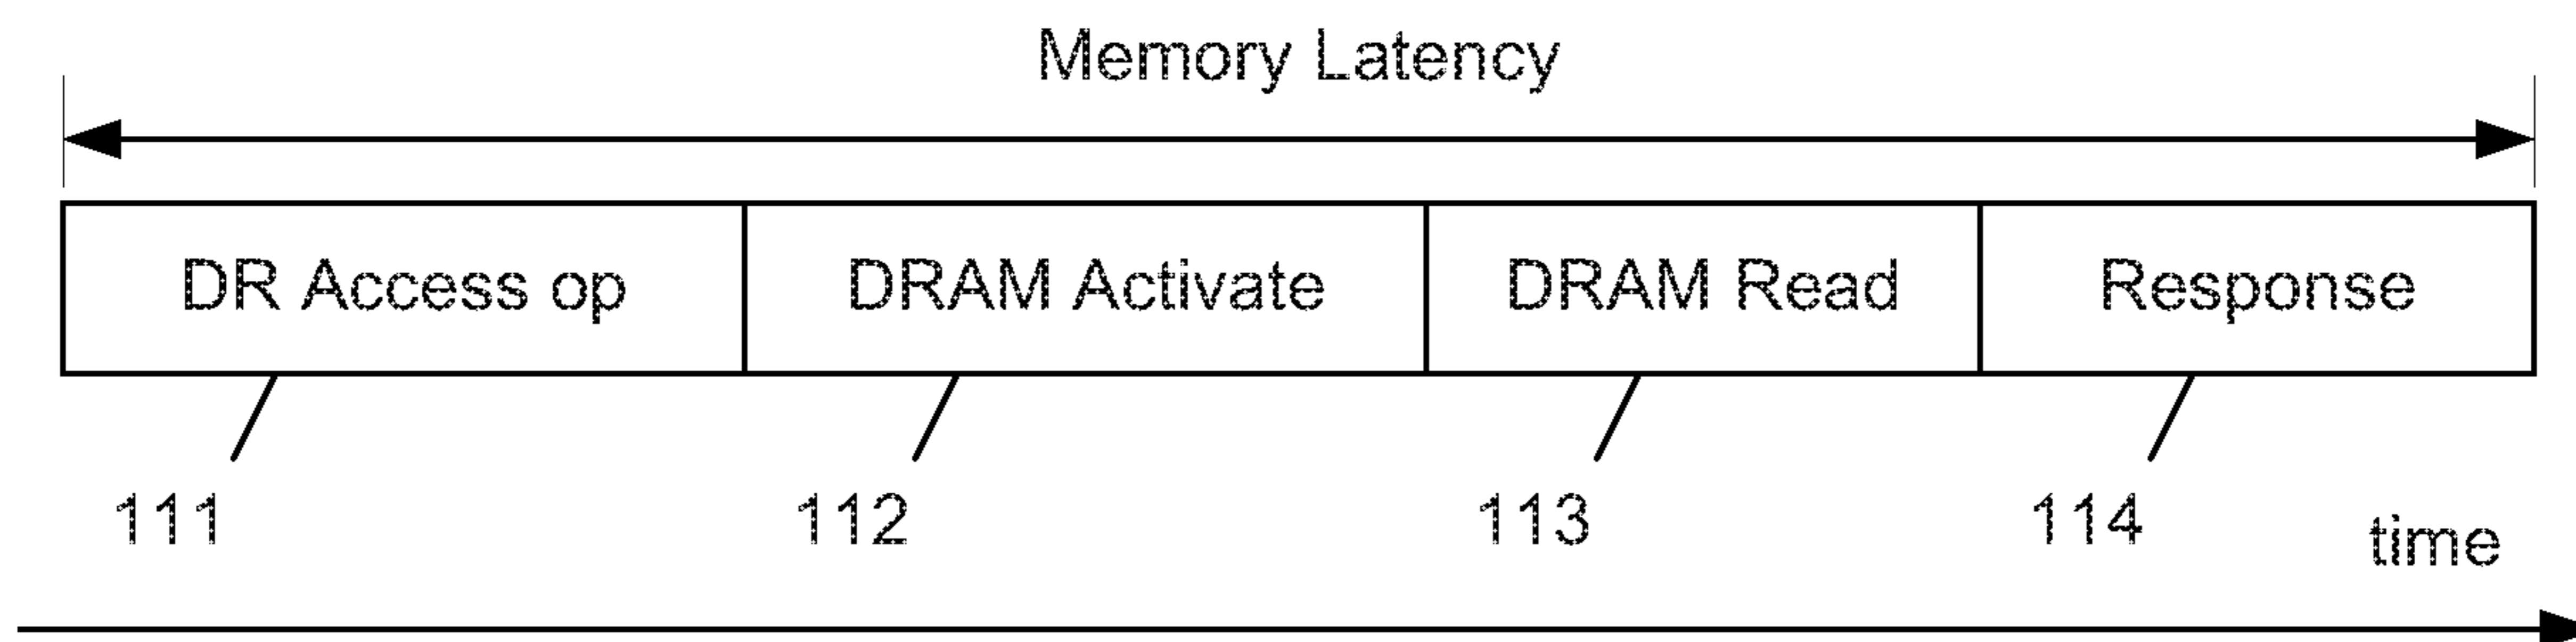 Memory Latency
DR Access op DRAM Activate DRAM Read Response
111 112 113 114
time